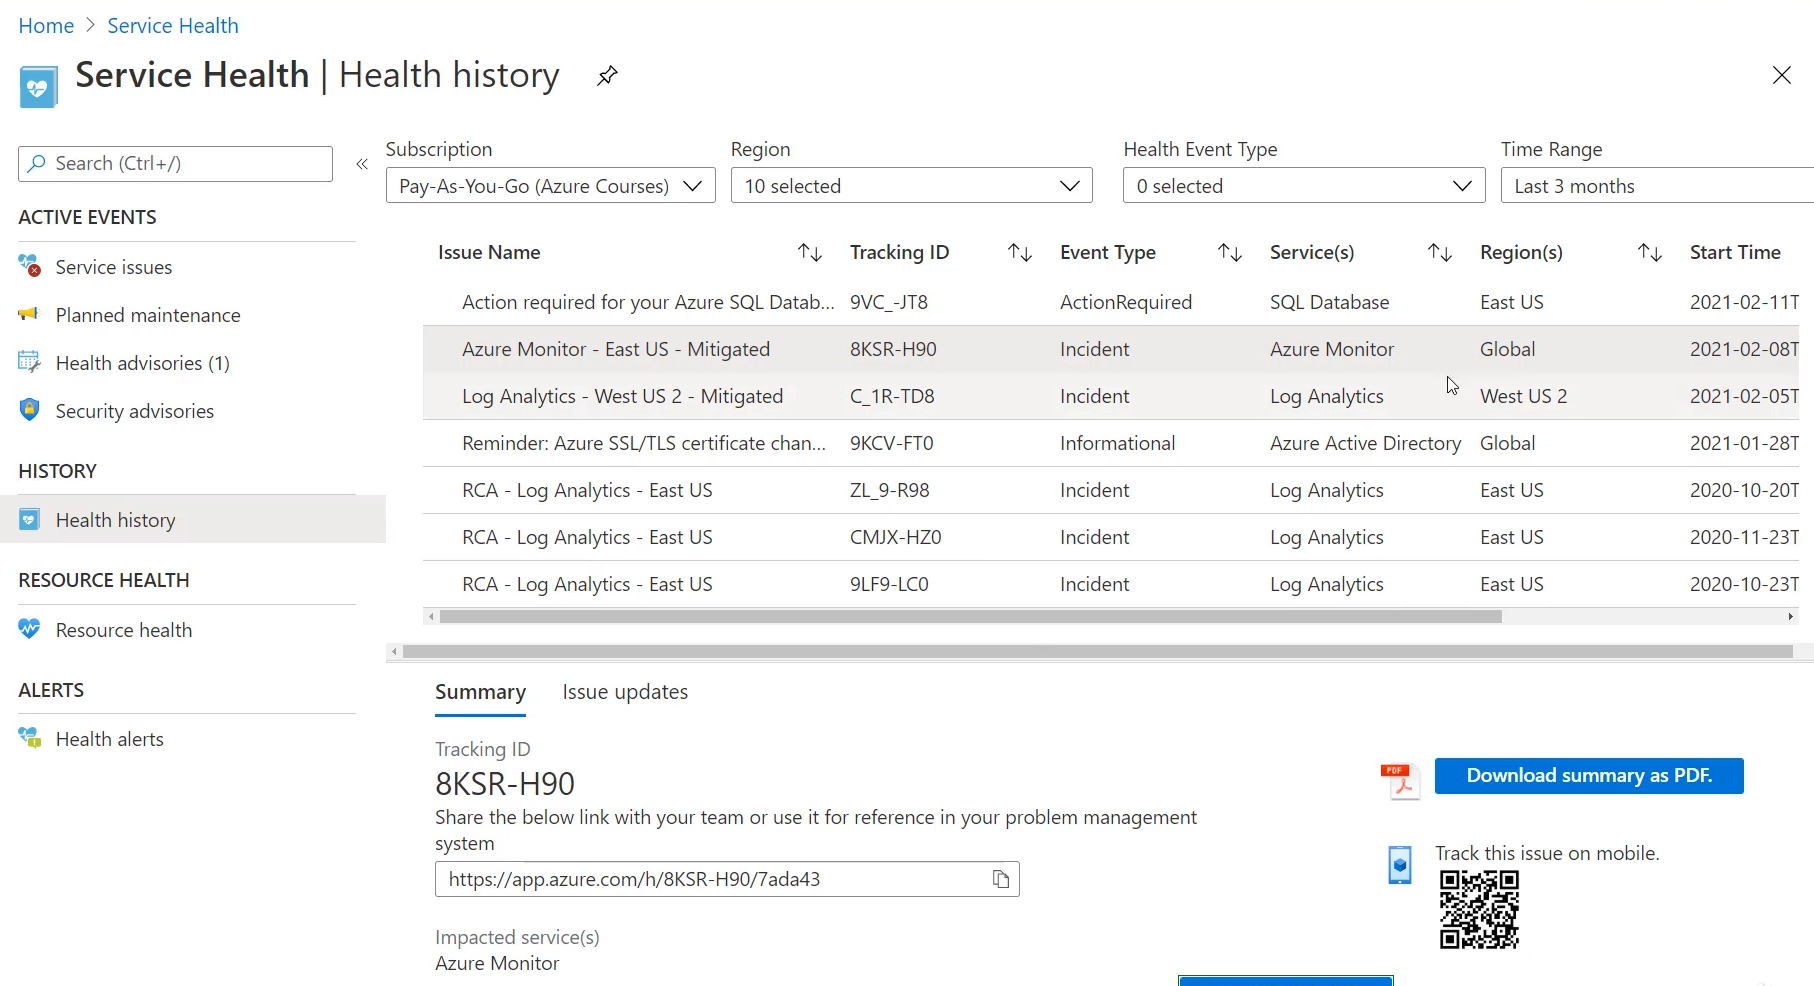 Home > Service Health
Service Health | Health history
Search (Ctrl+/)
«
ACTIVE EVENTS
Service issues
Planned maintenance
Health advisories (1)
Security advisories
HISTORY
Health history
RESOURCE HEALTH
Resource health
ALERTS
Health alerts
Subscription Region Health Event Type Time Range
Pay-As-You-Go (Azure Courses) 10 selected 0 selected Last 3 months
Issue Name Tracking ID Event Type Service(s) Region(s) Start Time
Action required for your Azure SQL Datab... 9VC_-JT8 ActionRequired SQL Database East US 2021-02-11T
Azure Monitor - East US - Mitigated 8KSR-H90 Incident Azure Monitor Global 2021-02-08T
Log Analytics - West US 2 - Mitigated C_1R-TD8 Incident Log Analytics West US 2 2021-02-05T
Reminder: Azure SSL/TLS certificate chan... 9KCV-FT0 Informational Azure Active Directory Global 2021-01-28T
RCA - Log Analytics - East US ZL_9-R98 Incident Log Analytics East US 2020-10-20T
RCA - Log Analytics - East US CMJX-HZ0 Incident Log Analytics East US 2020-11-23T
RCA - Log Analytics - East US 9LF9-LC0 Incident Log Analytics East US 2020-10-23T
Summary Issue updates
Tracking ID
8KSR-H90
Share the below link with your team or use it for reference in your problem management
system
https://app.azure.com/h/8KSR-H90/7ada43
Impacted service(s)
Azure Monitor
PDF
Download summary as PDF.
Track this issue on mobile.